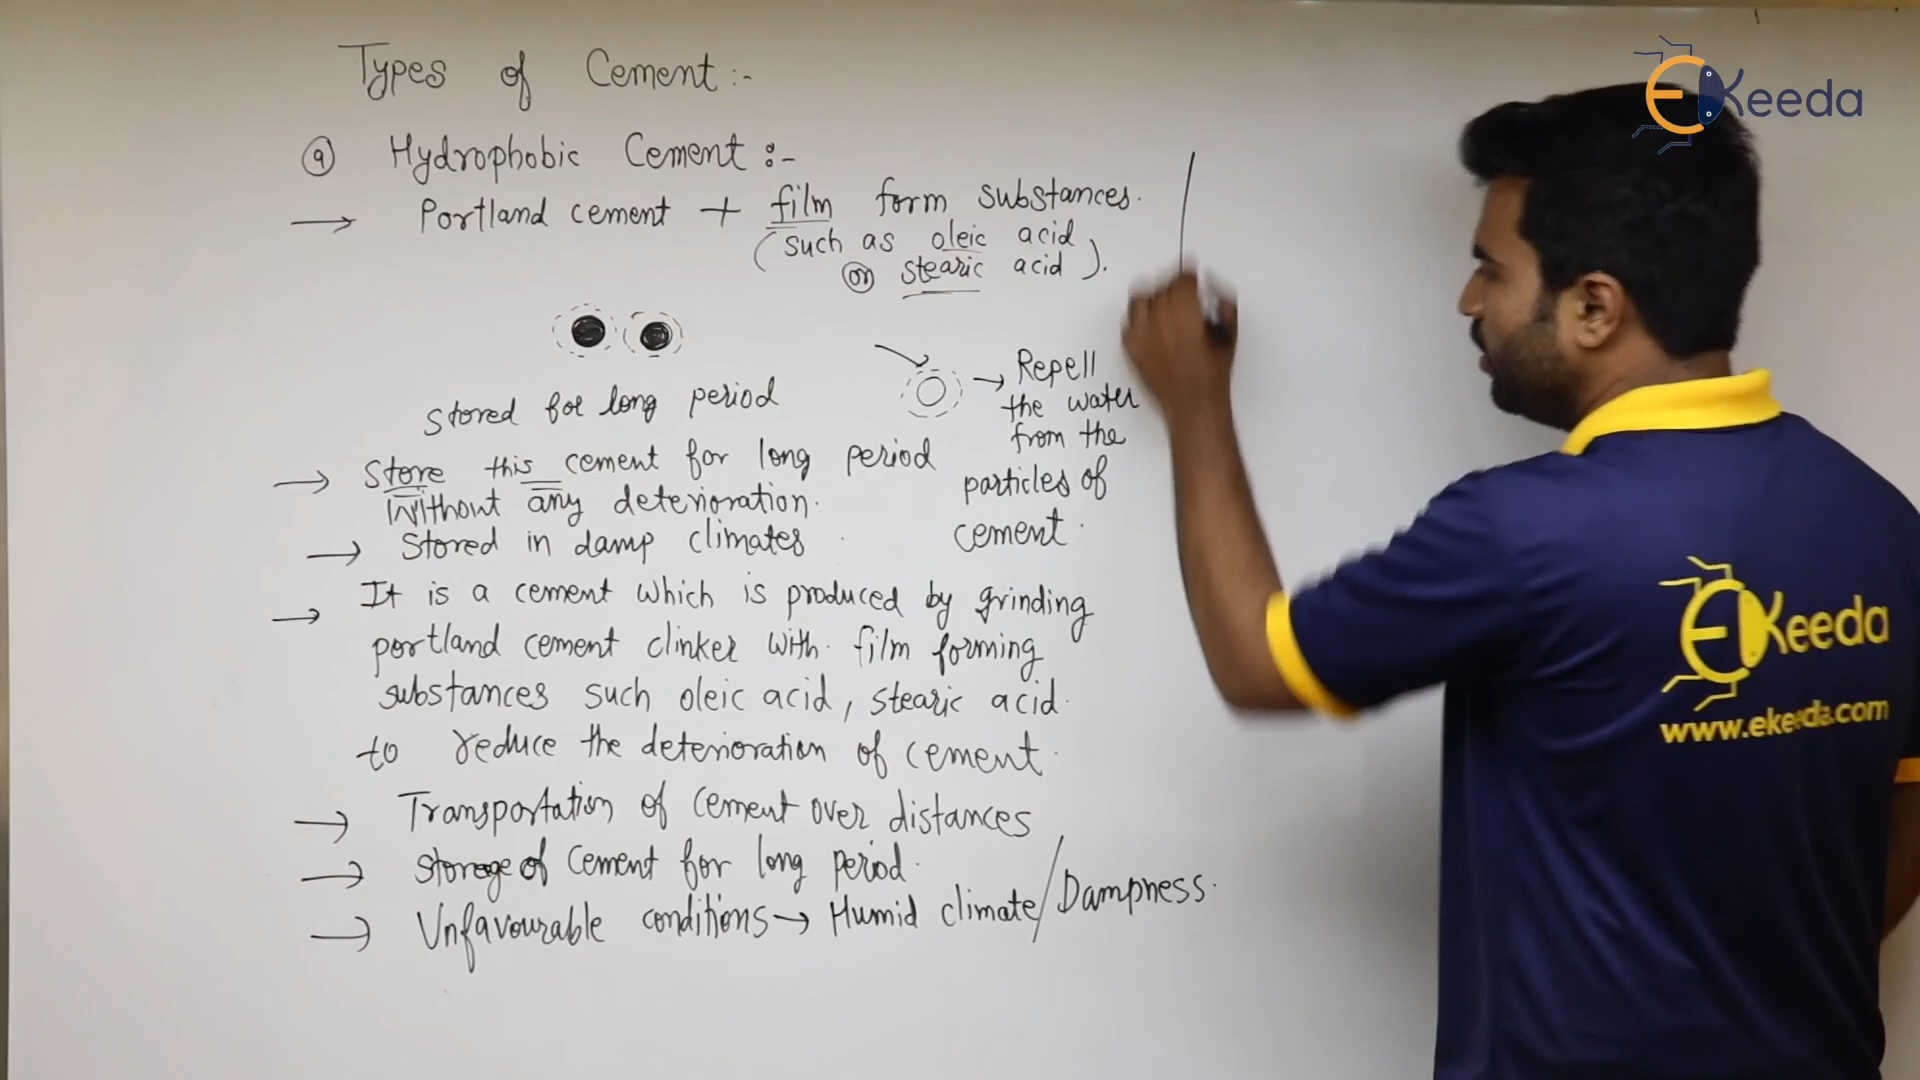 Types of Cement :-
9 Hydrophobic Cement :-
→ Portland cement + film form substances.
(such as oleic acid
or stearic acid).
Stored for long period
→ Repell
the water
from the
particles of
cement.
→ Store this cement for long period
Without any deterioration.
→ Stored in damp climates
→ It is a cement which is produced by grinding
portland cement clinker with film forming
substances such oleic acid, stearic acid.
to reduce the deterioration of cement.
→ Transportation of cement over distances
→ Storage of cement for long period.
→ Unfavourable conditions → Humid climate/Dampness.
EKeeda
EKeeda
www.ekeeda.com